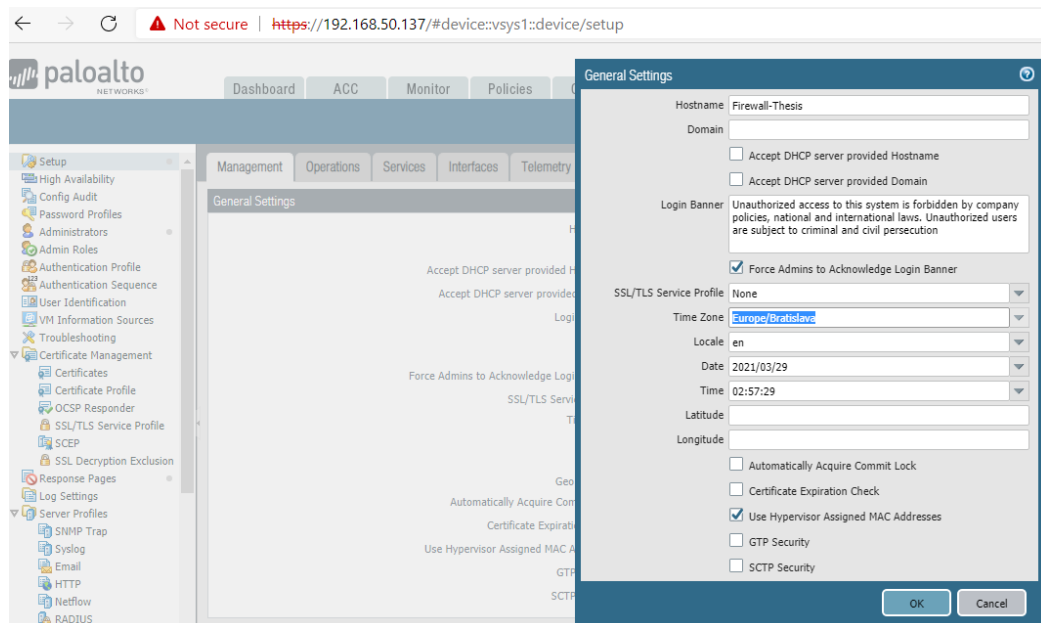 Not secure | https://192.168.50.137/#device::vsys1::device/setup
paloalto
NETWORKS®
Dashboard ACC Monitor Policies
Setup
High Availability
Config Audit
Password Profiles
Administrators
Admin Roles
Authentication Profile
Authentication Sequence
User Identification
VM Information Sources
Troubleshooting
Certificate Management
Certificates
Certificate Profile
OCSP Responder
SSL/TLS Service Profile
SCEP
SSL Decryption Exclusion
Response Pages
Log Settings
Server Profiles
SNMP Trap
Syslog
Email
HTTP
Netflow
RADIUS
Management Operations Services Interfaces Telemetry
General Settings
H
Accept DHCP server provided H
Accept DHCP server provided
Logi
Force Admins to Acknowledge Logi
SSL/TLS Servi
Ti
Geo
Automatically Acquire Com
Certificate Expirati
Use Hypervisor Assigned MAC A
GTP
SCTP
General Settings
Hostname Firewall-Thesis
Domain
Accept DHCP server provided Hostname
Accept DHCP server provided Domain
Login Banner Unauthorized access to this system is forbidden by company
policies, national and international laws. Unauthorized users
are subject to criminal and civil persecution
Force Admins to Acknowledge Login Banner
SSL/TLS Service Profile None
Time Zone Europe/Bratislava
Locale en
Date 2021/03/29
Time 02:57:29
Latitude
Longitude
Automatically Acquire Commit Lock
Certificate Expiration Check
Use Hypervisor Assigned MAC Addresses
GTP Security
SCTP Security
OK Cancel